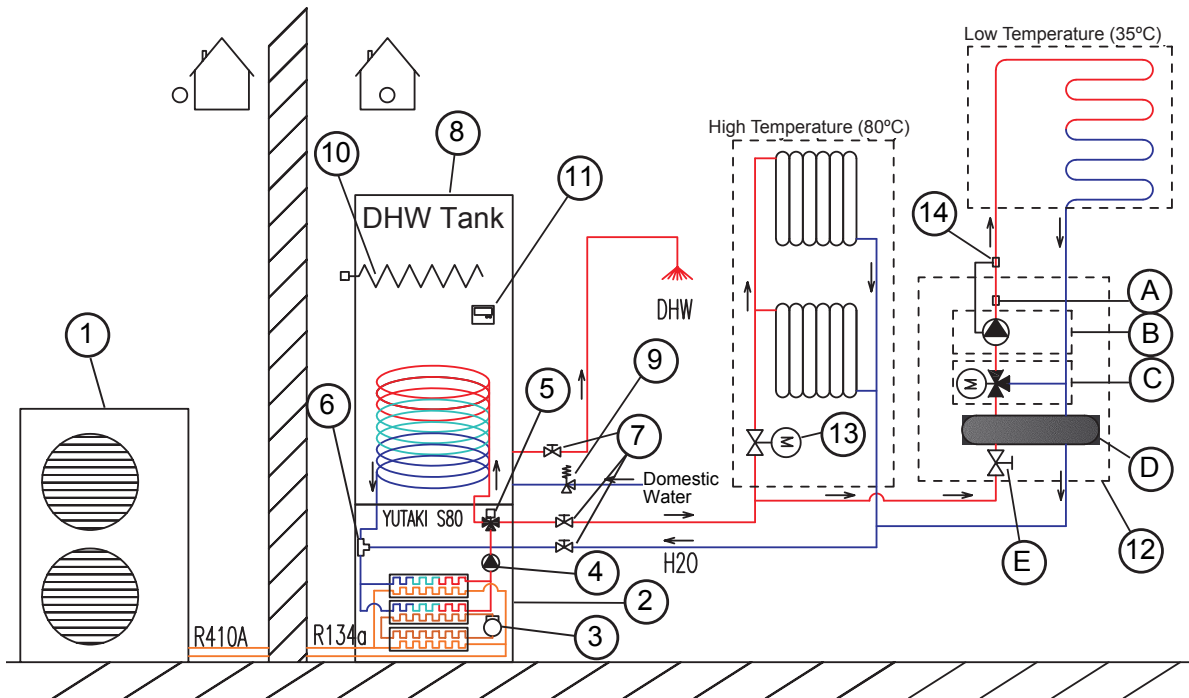 Low Temperature (35ºC)
High Temperature (80ºC)
8
10
11
DHW Tank
14
DHW
A
1
B
5
9
6
7
C
M
M
13
D
Domestic
Water
YUTAKI S80
H2O
E
12
4
2
3
R410A
R134a